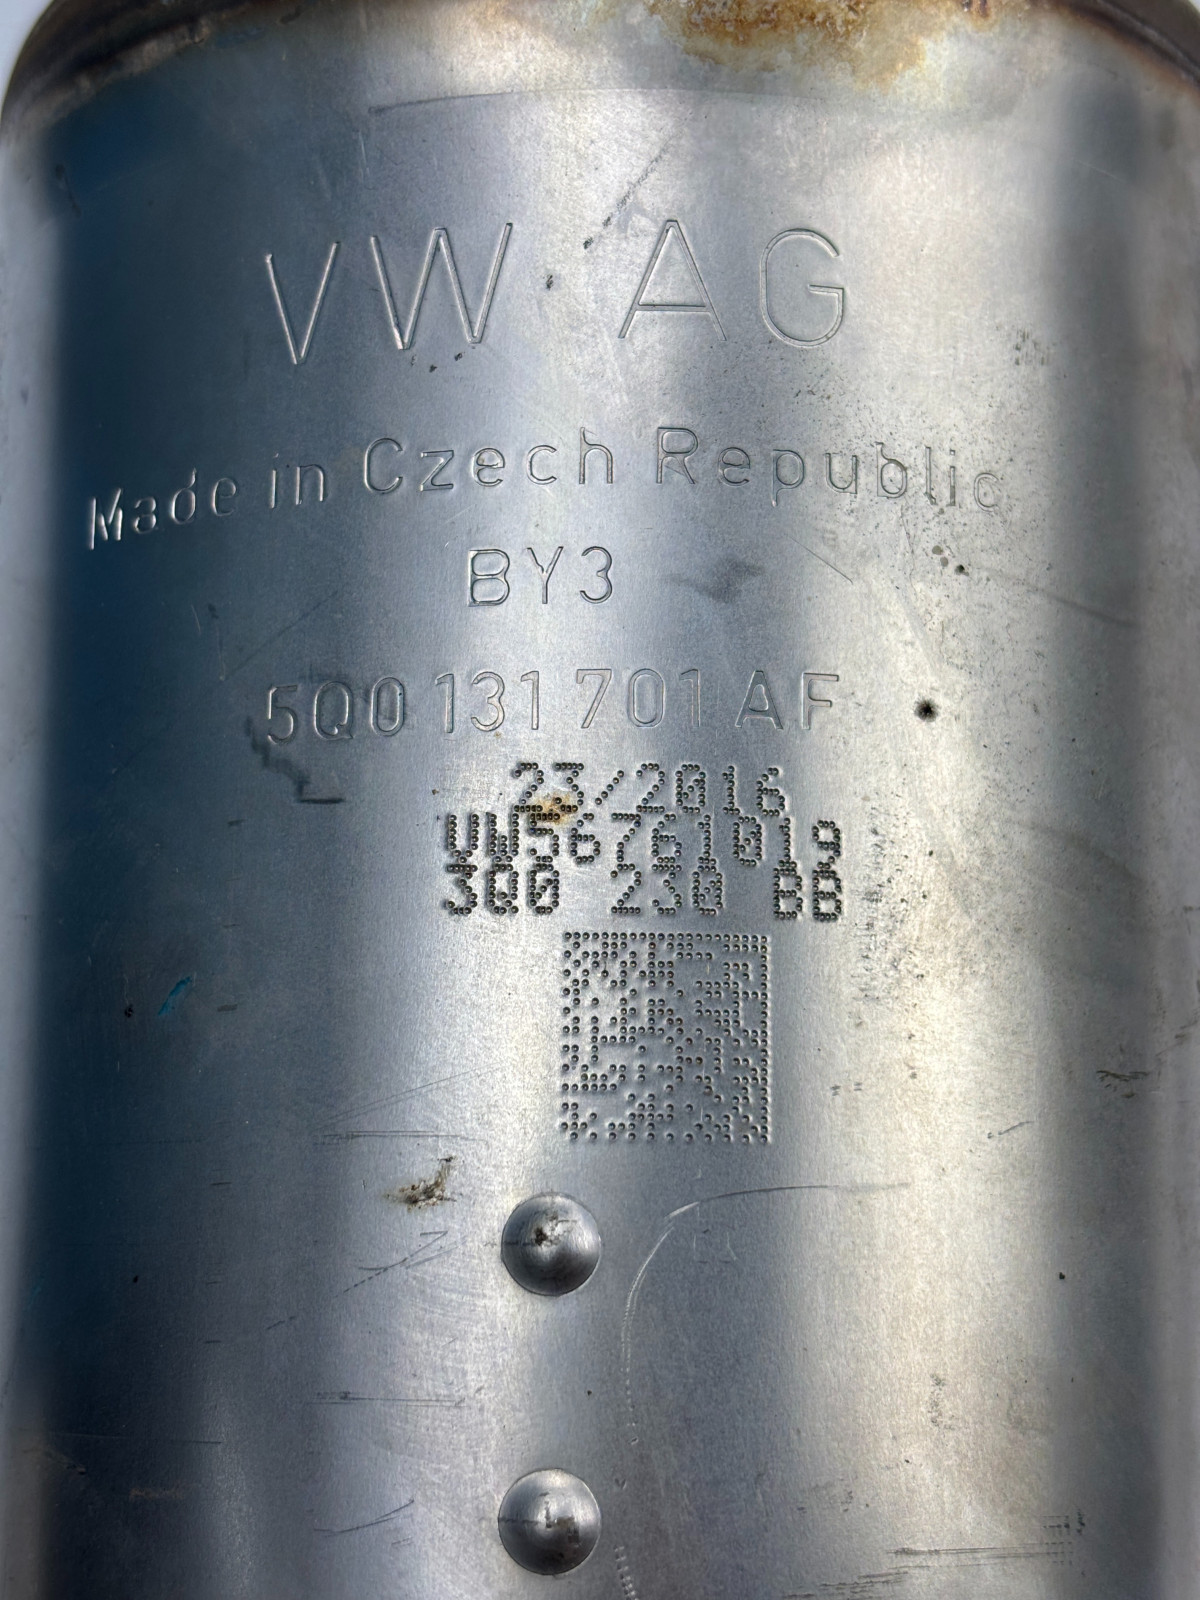 VW AG
Made in Czech Republic
BY3
5Q0 131 701 AF
23/2016
300 230 BB